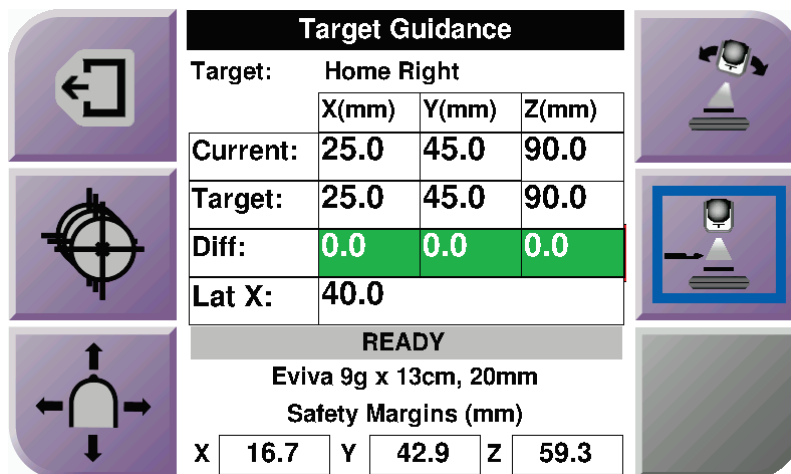 Target Guidance
Target: Home Right
X(mm) Y(mm) Z(mm)
Current: 25.0 45.0 90.0
Target: 25.0 45.0 90.0
Diff: 0.0 0.0 0.0
Lat X: 40.0
READY
Eviva 9g x 13cm, 20mm
Safety Margins (mm)
X 16.7 Y 42.9 Z 59.3